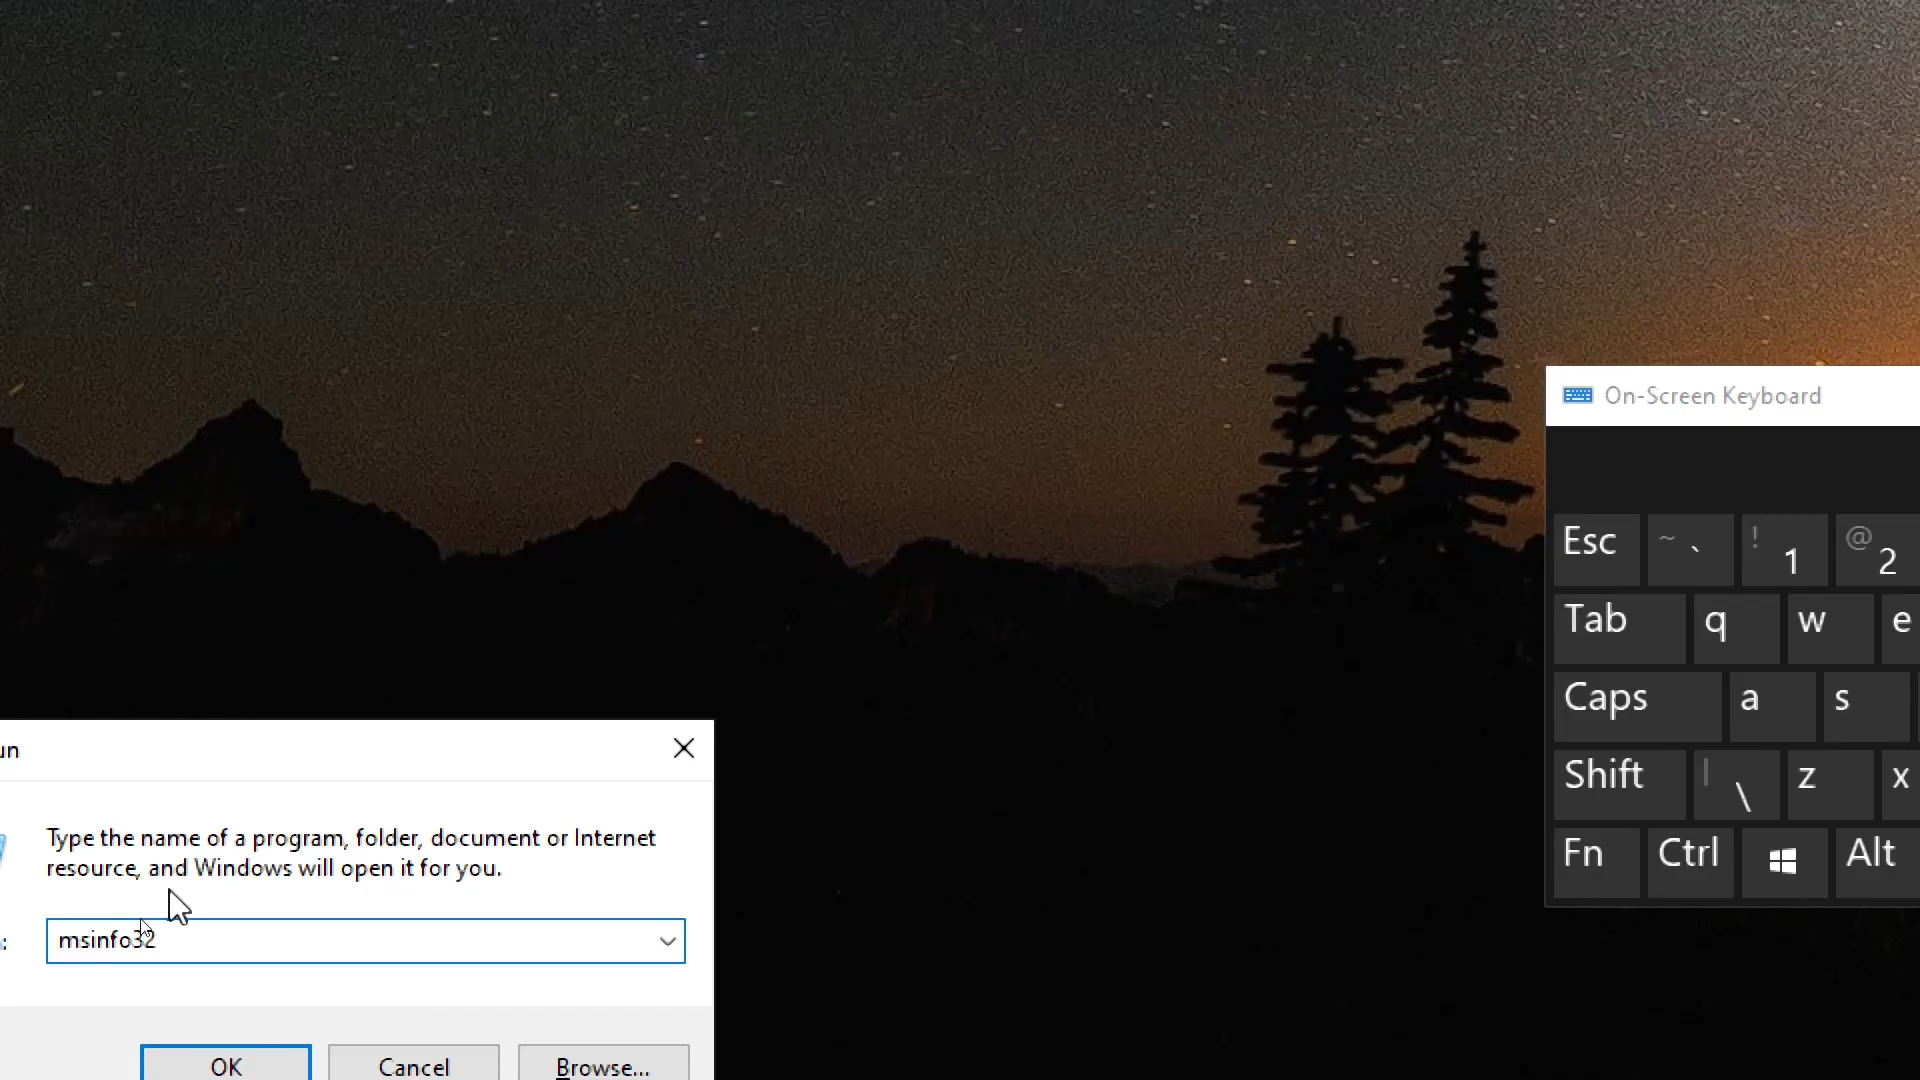 On-Screen Keyboard
Esc ~ ` ! 1 @ 2
Tab q w e
Caps a s
Shift | \ z x
Fn Ctrl Alt
un
Type the name of a program, folder, document or Internet
resource, and Windows will open it for you.
: msinfo32
OK Cancel Browse...